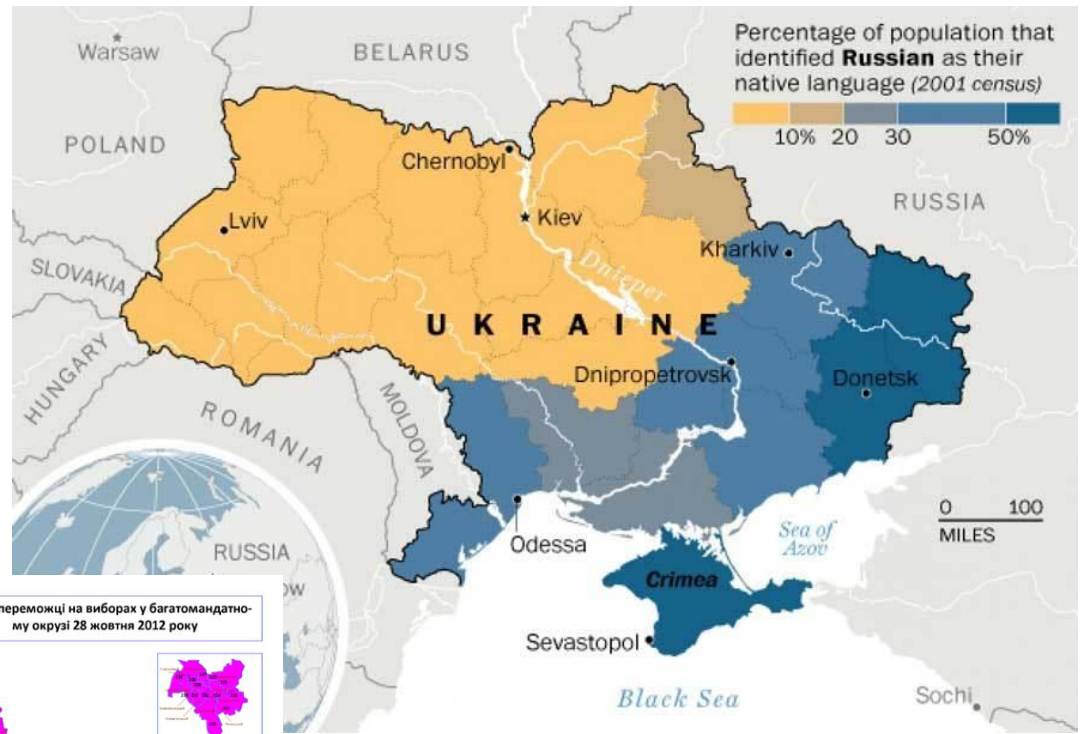 Percentage of population that
identified Russian as their
native language (2001 census)
10% 20 30 50%
Warsaw
BELARUS
POLAND
Chernobyl
RUSSIA
Lviv
Kiev
Kharkiv
SLOVAKIA
Dnieper
UKRAINE
HUNGARY
Dnipropetrovsk
Donetsk
MOLDOVA
ROMANIA
0 100
MILES
Sea of
Azov
Odessa
RUSSIA
Crimea
Sevastopol
Black Sea
Sochi
переможці на виборах у багатомандатно-
му окрузі 28 жовтня 2012 року